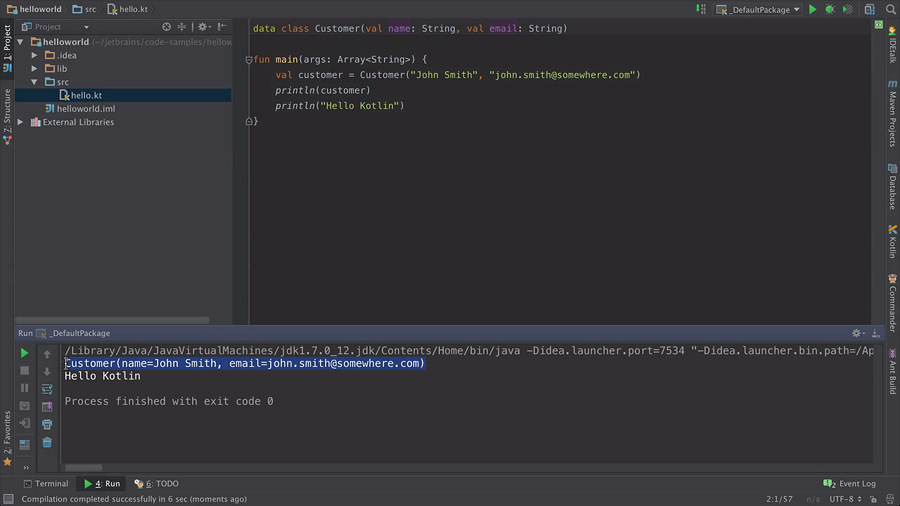 helloworld src hello.kt _DefaultPackage
Project
helloworld (~/jetbrains/code-samples/hellow
.idea
lib
src
hello.kt
helloworld.iml
External Libraries
data class Customer(val name: String, val email: String)
fun main(args: Array<String>) {
val customer = Customer("John Smith", "john.smith@somewhere.com")
println(customer)
println("Hello Kotlin")
}
1: Project
7: Structure
2: Favorites
IDEtalk
Maven Projects
Database
Kotlin
Commander
Ant Build
Run _DefaultPackage
/Library/Java/JavaVirtualMachines/jdk1.7.0_12.jdk/Contents/Home/bin/java -Didea.launcher.port=7534 "-Didea.launcher.bin.path=/Ap
Customer(name=John Smith, email=john.smith@somewhere.com)
Hello Kotlin
Process finished with exit code 0
Terminal 4: Run 6: TODO 2 Event Log
Compilation completed successfully in 6 sec (moments ago) 2:1/57 n/a UTF-8